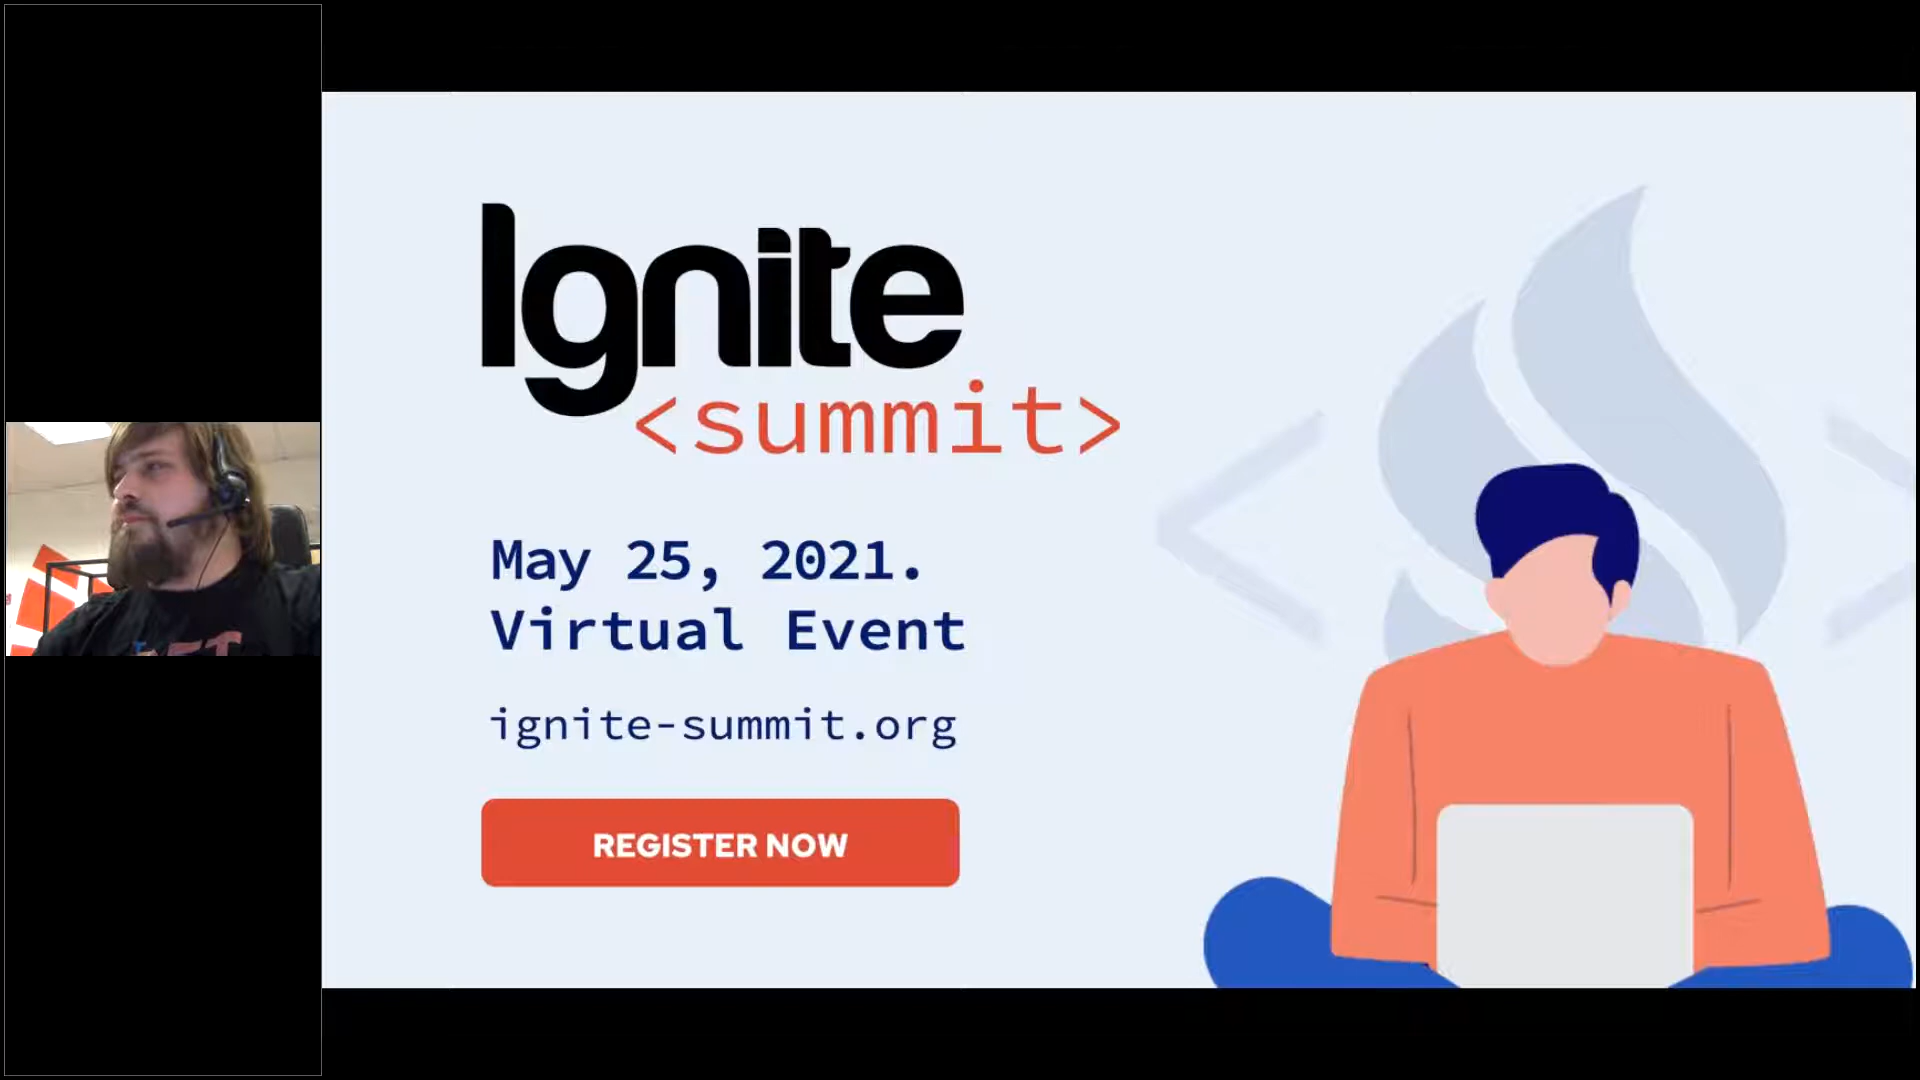 Ignite
<summit>
May 25, 2021.
Virtual Event
ignite-summit.org
REGISTER NOW